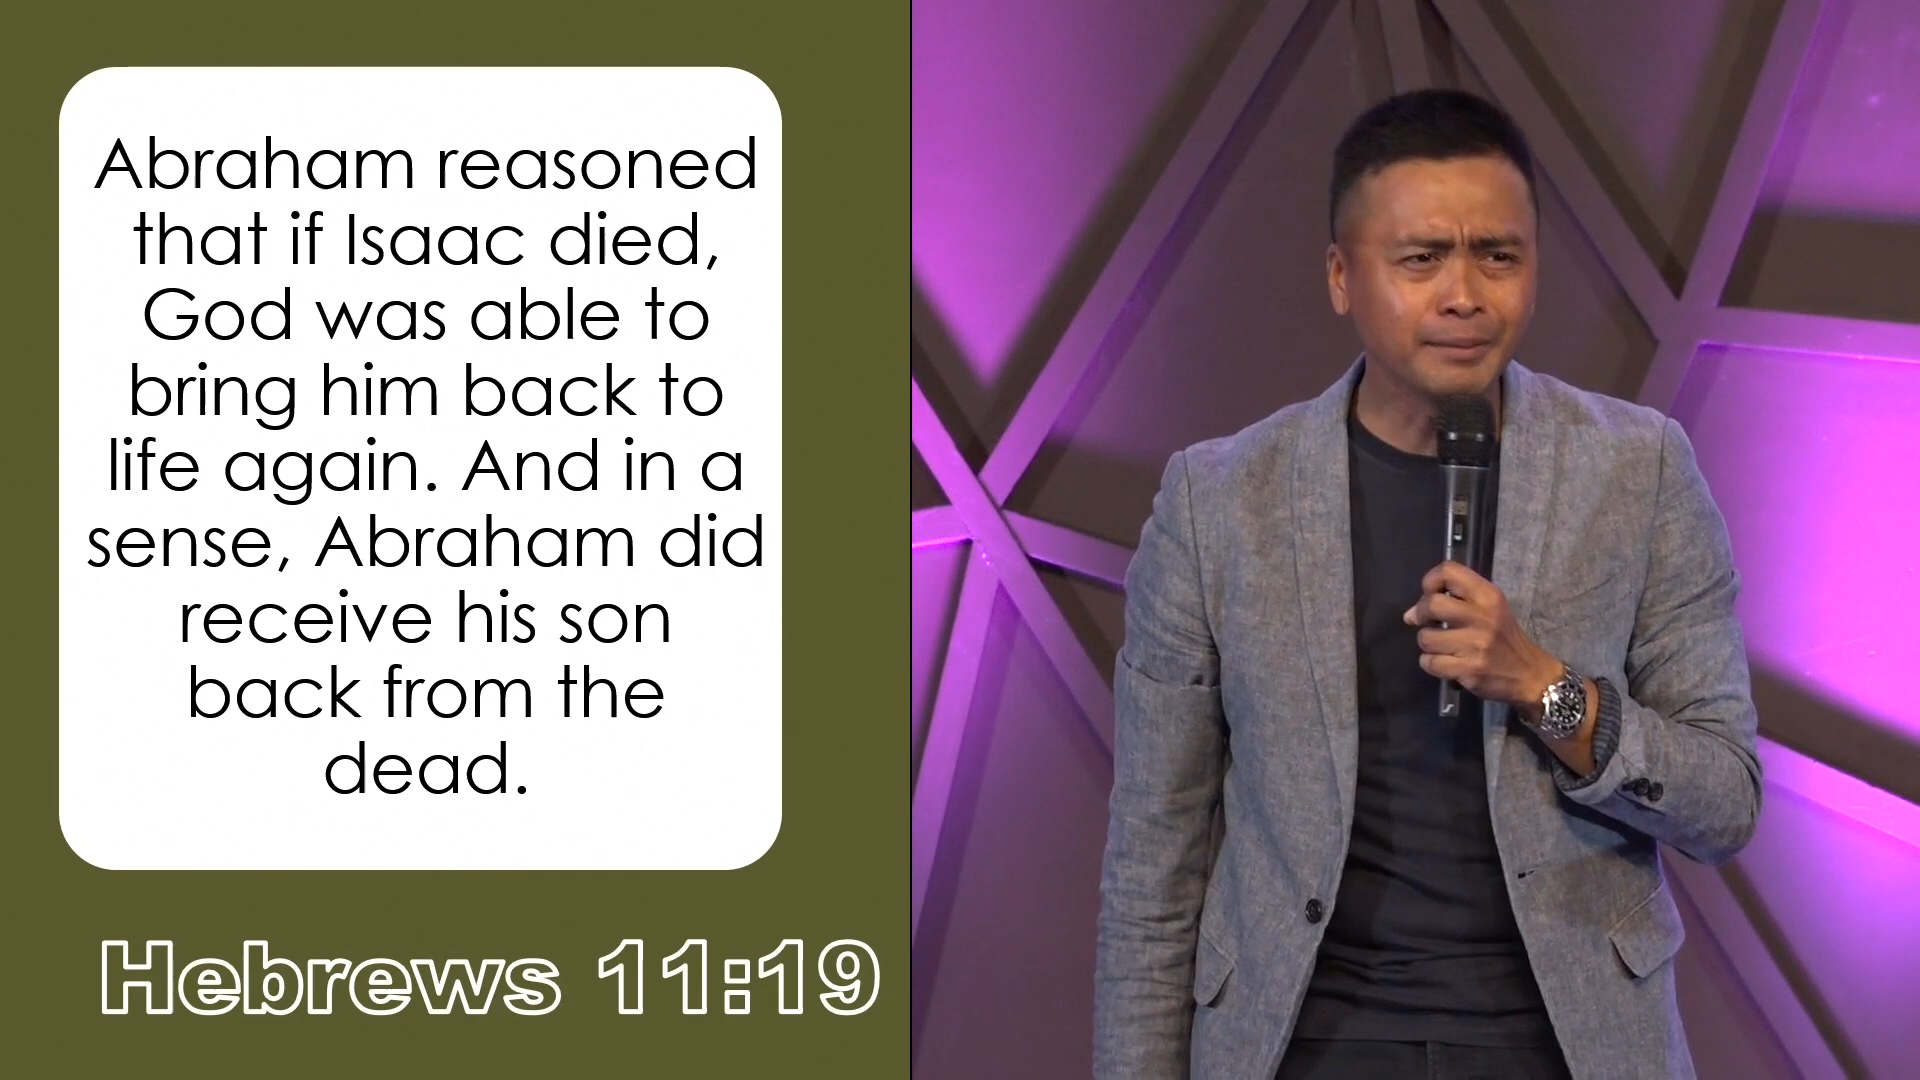 Abraham reasoned
that if Isaac died,
God was able to
bring him back to
life again. And in a
sense, Abraham did
receive his son
back from the
dead.
Hebrews 11:19